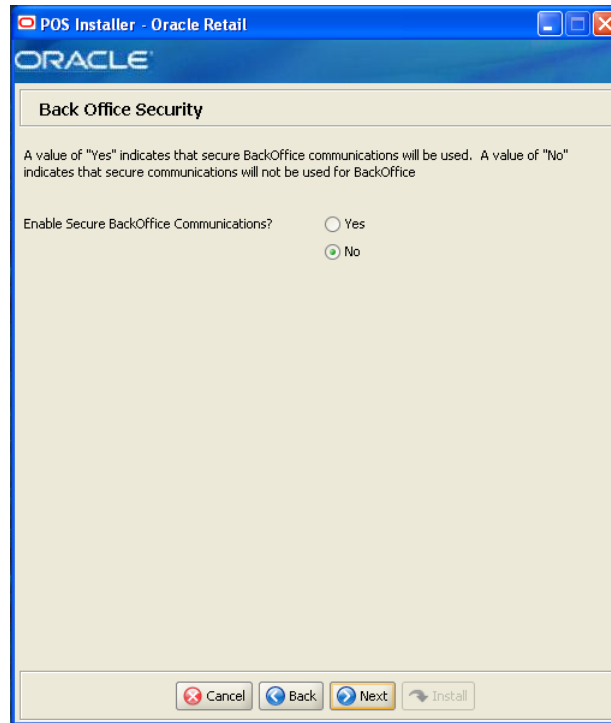 POS Installer - Oracle Retail
ORACLE
Back Office Security
A value of "Yes" indicates that secure BackOffice communications will be used. A value of "No"
indicates that secure communications will not be used for BackOffice
Enable Secure BackOffice Communications?
Yes
No
Cancel
Back
Next
Install